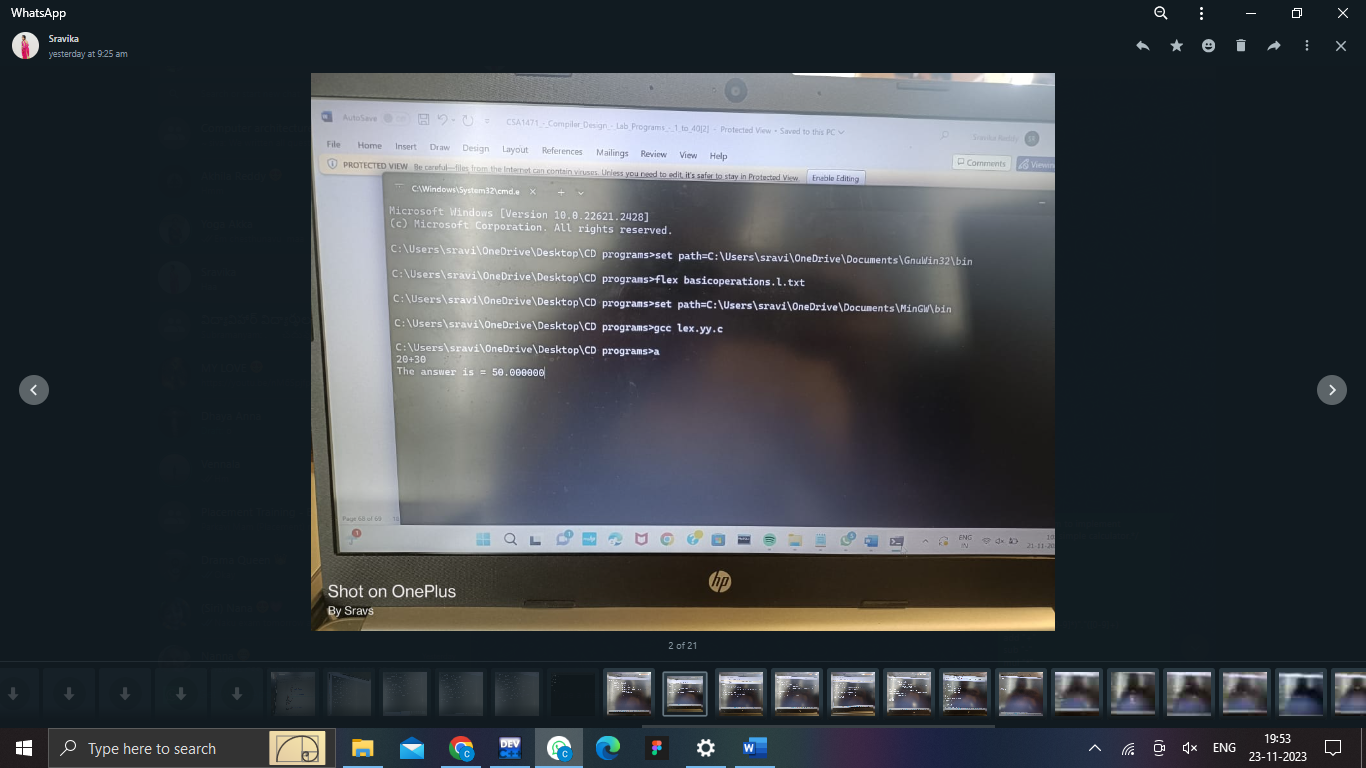 WhatsApp
Sravika
yesterday at 9:25 am
AutoSave
CSA1471_-_Compiler_Design_-_Lab_Programs_-_1_to_40[2] - Protected View • Saved to this PC
Sravika Reddy
File Home Insert Draw Design Layout References Mailings Review View Help
Comments
PROTECTED VIEW Be careful—files from the Internet can contain viruses. Unless you need to edit, it's safer to stay in Protected View. Enable Editing
C:\Windows\System32\cmd.e
Microsoft Windows [Version 10.0.22621.2428]
(c) Microsoft Corporation. All rights reserved.
C:\Users\sravi\OneDrive\Desktop\CD programs>set path=C:\Users\sravi\OneDrive\Documents\GnuWin32\bin
C:\Users\sravi\OneDrive\Desktop\CD programs>flex basicoperations.l.txt
C:\Users\sravi\OneDrive\Desktop\CD programs>set path=C:\Users\sravi\OneDrive\Documents\MinGW\bin
C:\Users\sravi\OneDrive\Desktop\CD programs>gcc lex.yy.c
C:\Users\sravi\OneDrive\Desktop\CD programs>a
20+30
The answer is = 50.000000
ENG
IN
hp
Shot on OnePlus
By Sravs
2 of 21
Type here to search
DEV
ENG
19:53
23-11-2023